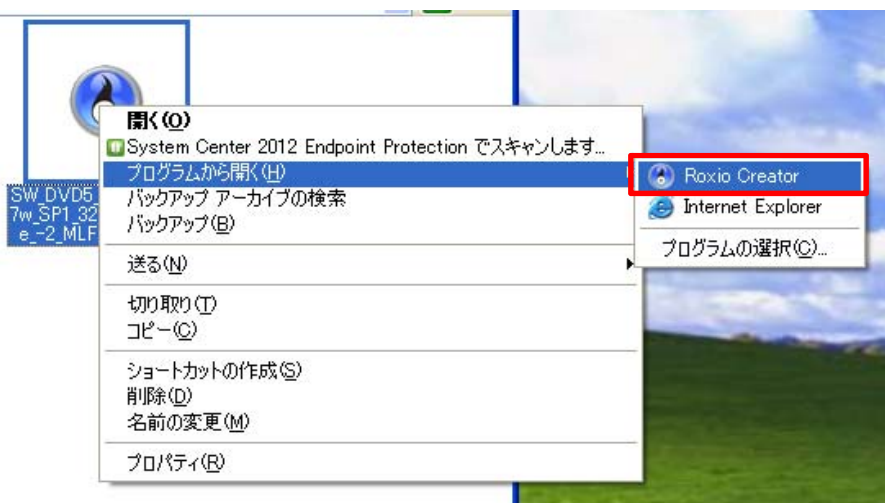 開く(O)
System Center 2012 Endpoint Protection でスキャンします...
プログラムから開く(H)
バックアップ アーカイブの検索
バックアップ(B)
送る(N)
切り取り(T)
コピー(C)
ショートカットの作成(S)
削除(D)
名前の変更(M)
プロパティ(R)
Roxio Creator
Internet Explorer
プログラムの選択(C)...
SW_DVD5_
7w_SP1_32
e_-2_MLF